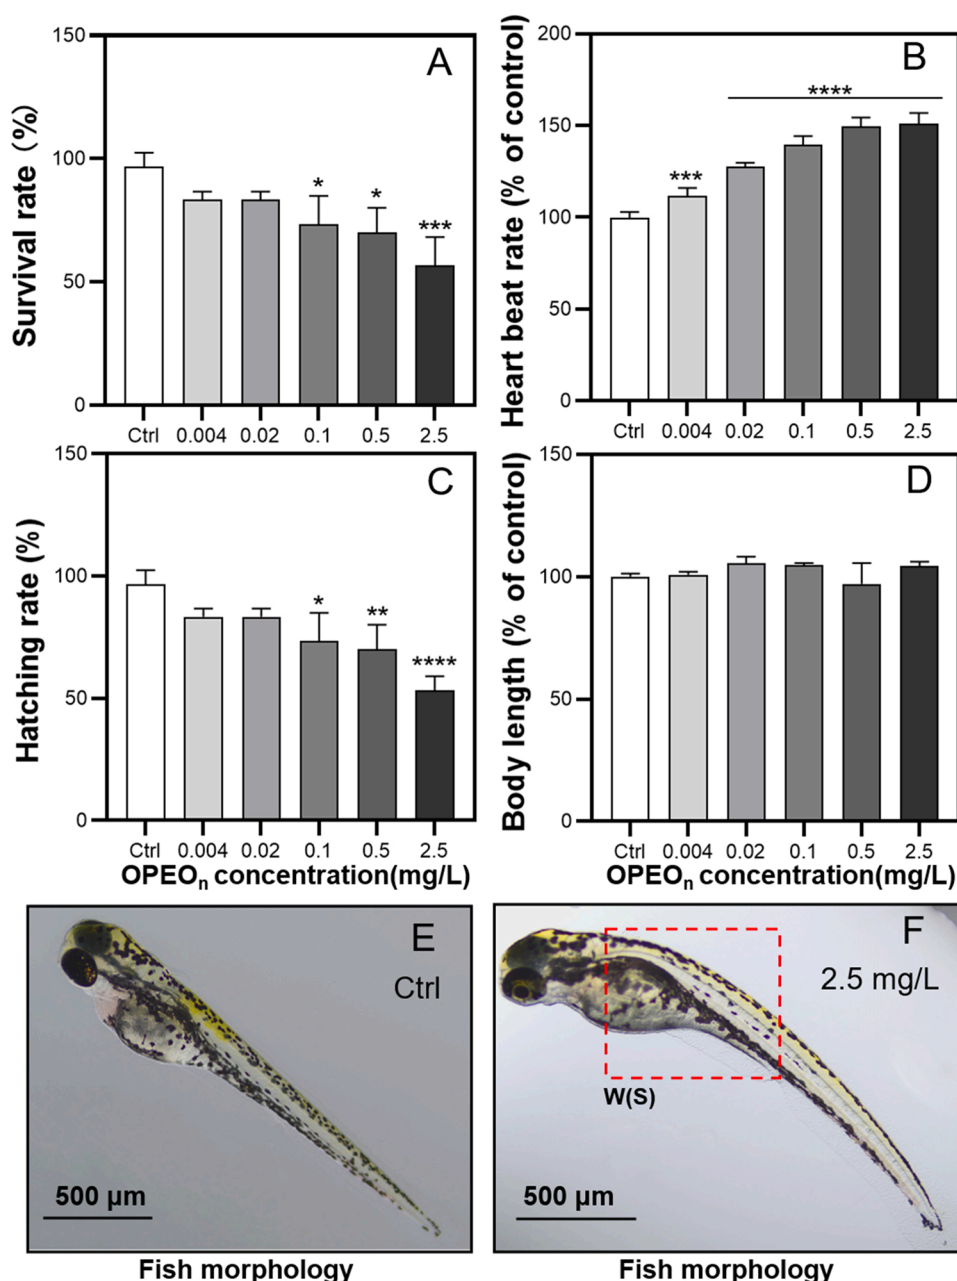 A
Survival rate (%)
150
100
50
0
*
*
***
Ctrl 0.004 0.02 0.1 0.5 2.5
B
Heart beat rate (% of control)
200
150
100
50
0
***
****
Ctrl 0.004 0.02 0.1 0.5 2.5
C
Hatching rate (%)
150
100
50
0
*
**
****
Ctrl 0.004 0.02 0.1 0.5 2.5
OPEOn concentration(mg/L)
D
Body length (% of control)
150
100
50
0
Ctrl 0.004 0.02 0.1 0.5 2.5
OPEOn concentration(mg/L)
E
Ctrl
500 μm
Fish morphology
F
2.5 mg/L
W(S)
500 μm
Fish morphology